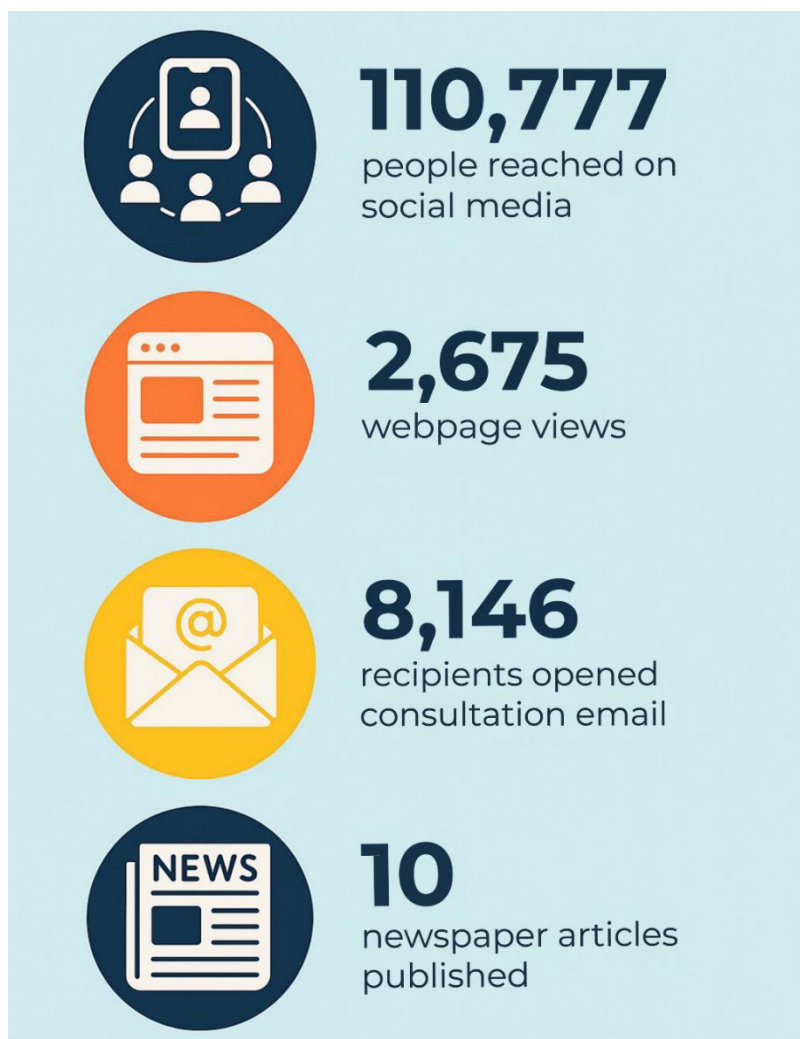 110,777
people reached on
social media
2,675
webpage views
@
8,146
recipients opened
consultation email
NEWS
10
newspaper articles
published